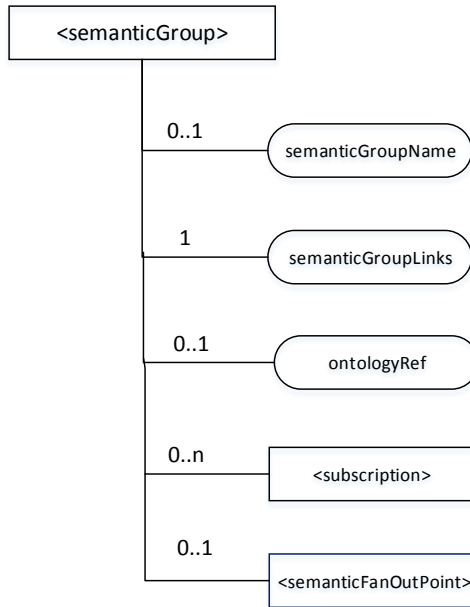 <semanticGroup>
0..1
semanticGroupName
1
semanticGroupLinks
0..1
ontologyRef
0..n
<subscription>
0..1
<semanticFanOutPoint>